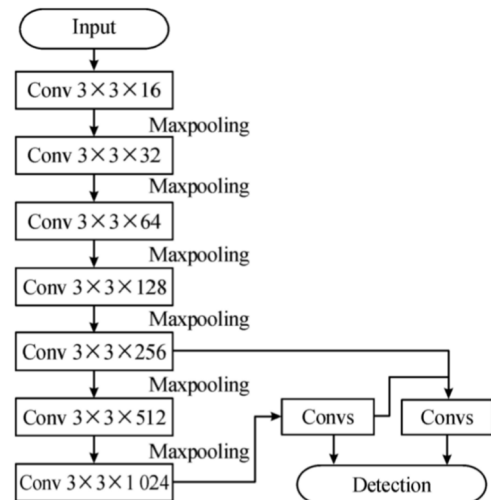 Input
Conv 3×3×16
Maxpooling
Conv 3×3×32
Maxpooling
Conv 3×3×64
Maxpooling
Conv 3×3×128
Maxpooling
Conv 3×3×256
Maxpooling
Conv 3×3×512
Maxpooling
Conv 3×3×1 024
Convs
Convs
Detection